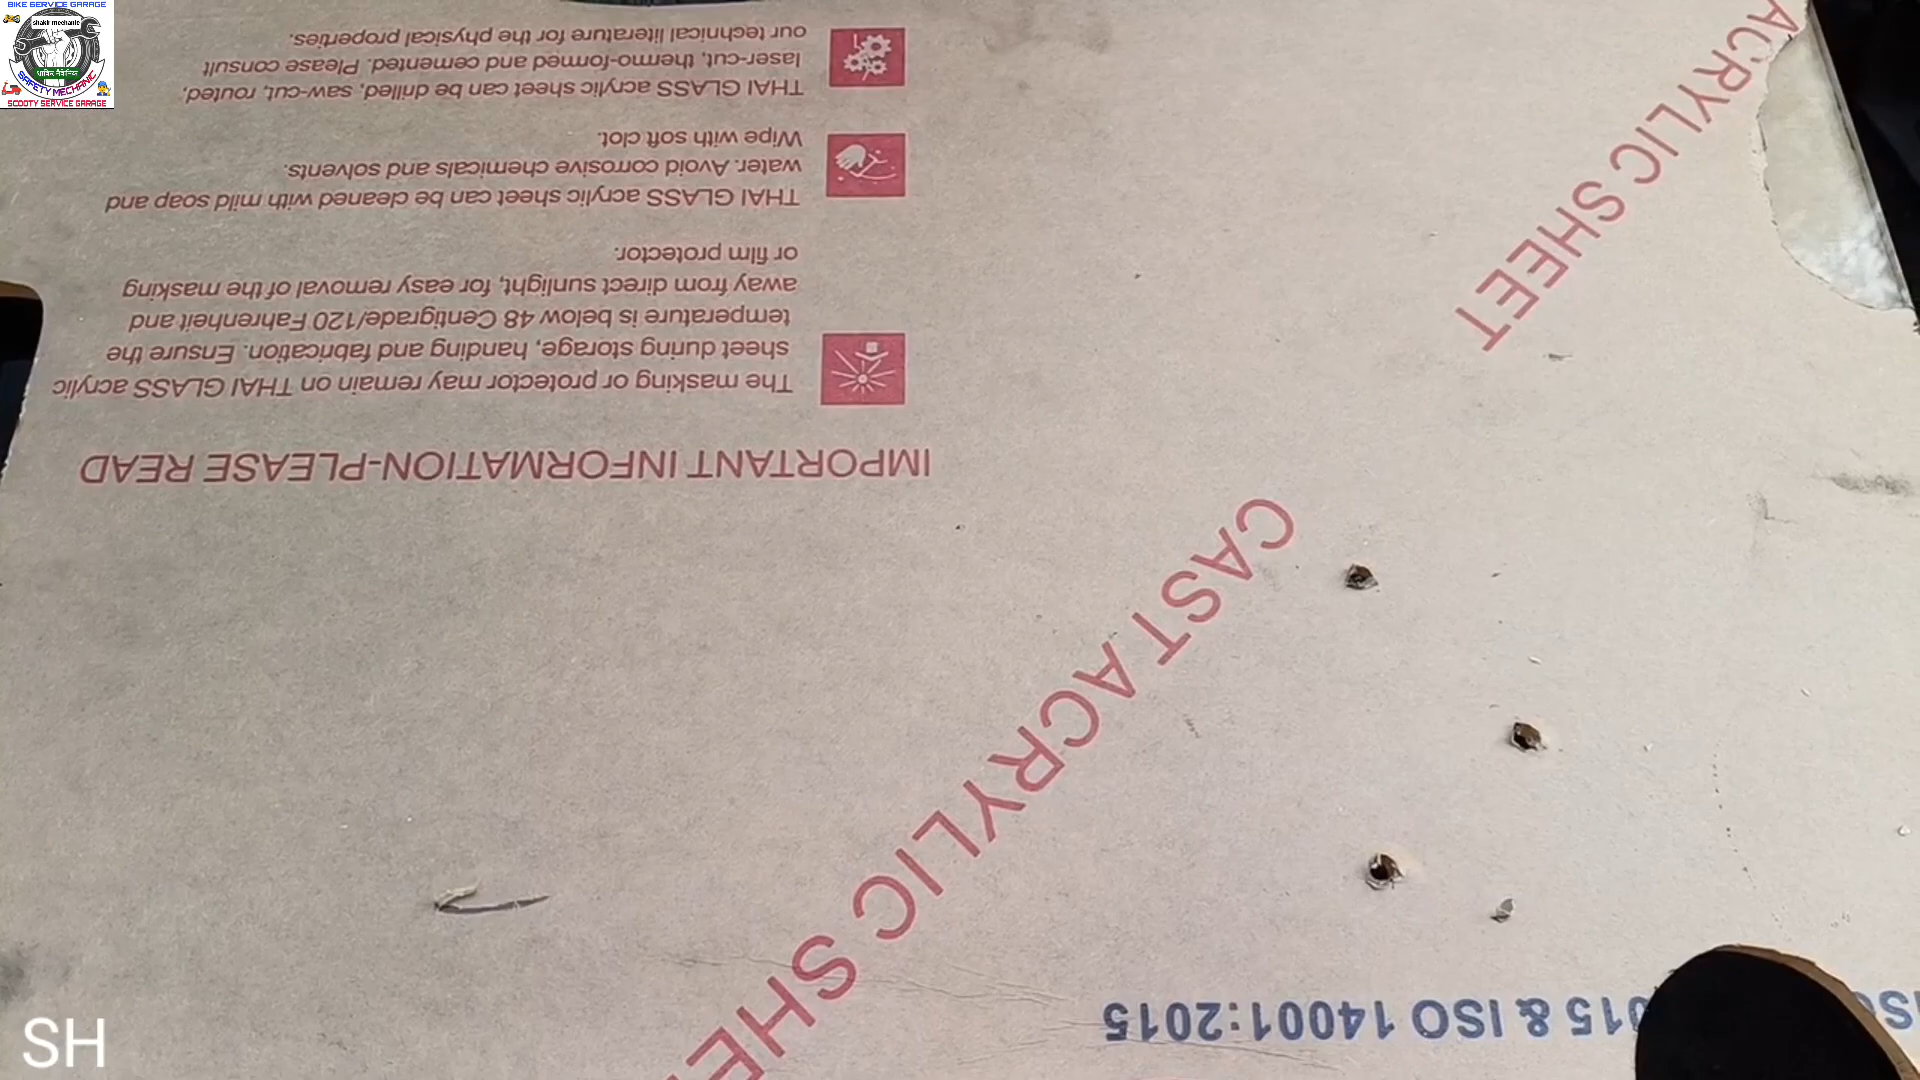 BIKE SERVICE GARAGE
shakir mechanic
SAFETY MECHANIC
SCOOTY SERVICE GARAGE
IMPORTANT INFORMATION-PLEASE READ
The masking or protector may remain on THAI GLASS acrylic
sheet during storage, handing and fabrication. Ensure the
temperature is below 48 Centigrade/120 Fahrenheit and
away from direct sunlight, for easy removal of the masking
or film protector.
THAI GLASS acrylic sheet can be cleaned with mild soap and
water. Avoid corrosive chemicals and solvents.
Wipe with soft clot.
THAI GLASS acrylic sheet can be drilled, saw-cut, routed,
laser-cut, thermo-formed and cemented. Please consult
our technical literature for the physical properties.
ACRYLIC SHEET
CAST ACRYLIC SHE
015 & ISO 14001:2015
SH